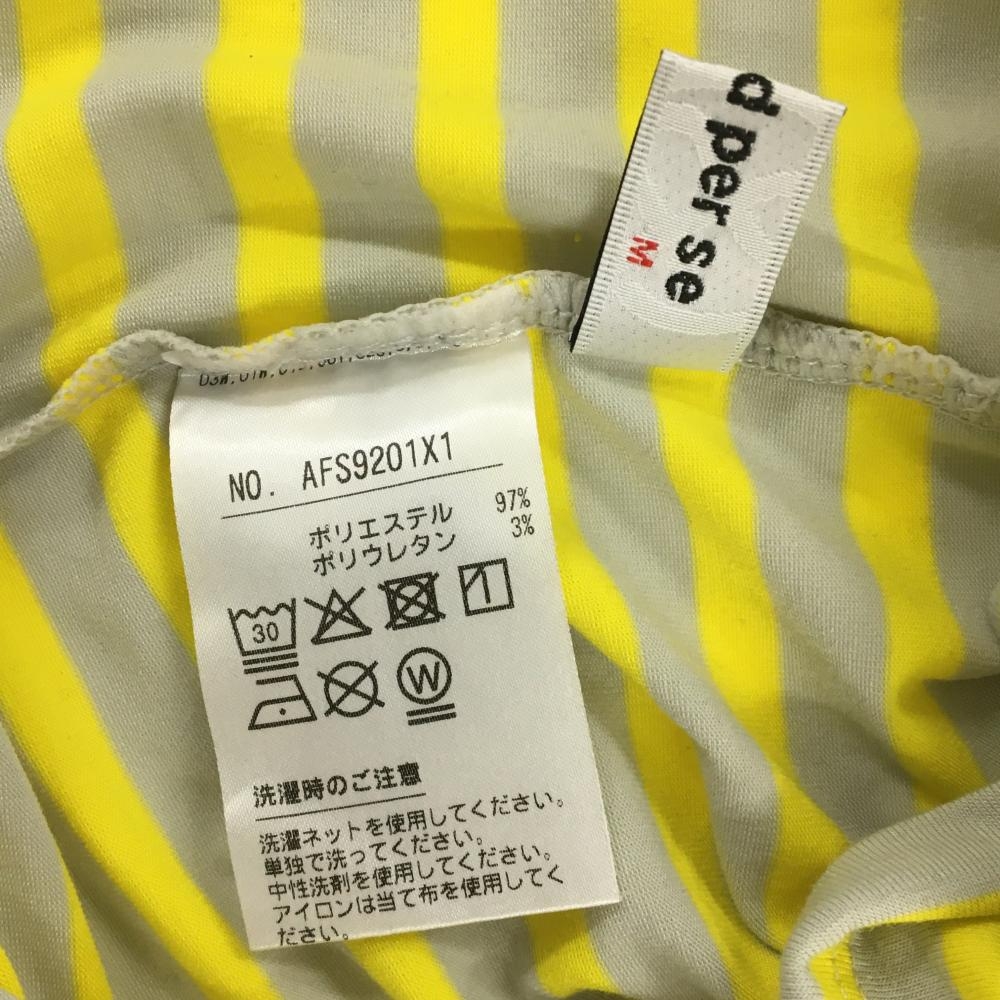 d per se
M
NO. AFS9201X1
ポリエステル 97%
ポリウレタン 3%
30
W
洗濯時のご注意
洗濯ネットを使用してください。
単独で洗ってください。
中性洗剤を使用してください。
アイロンは当て布を使用してく
ださい。